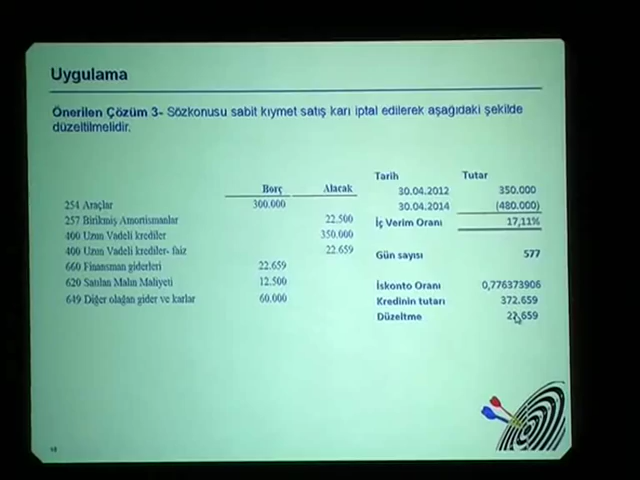 Uygulama
Önerilen Çözüm 3- Sözkonusu sabit kıymet satış karı iptal edilerek aşağıdaki şekilde
düzeltilmelidir.
Borç Alacak
254 Araçlar 300.000
257 Birikmiş Amortismanlar 22.500
400 Uzun Vadeli krediler 350.000
400 Uzun Vadeli krediler- faiz 22.659
660 Finansman giderleri 22.659
620 Satılan Malın Maliyeti 12.500
649 Diğer olağan gider ve karlar 60.000
Tarih Tutar
30.04.2012 350.000
30.04.2014 (480.000)
İç Verim Oranı 17,11%
Gün sayısı 577
İskonto Oranı 0,776373906
Kredinin tutarı 372.659
Düzeltme 22.659